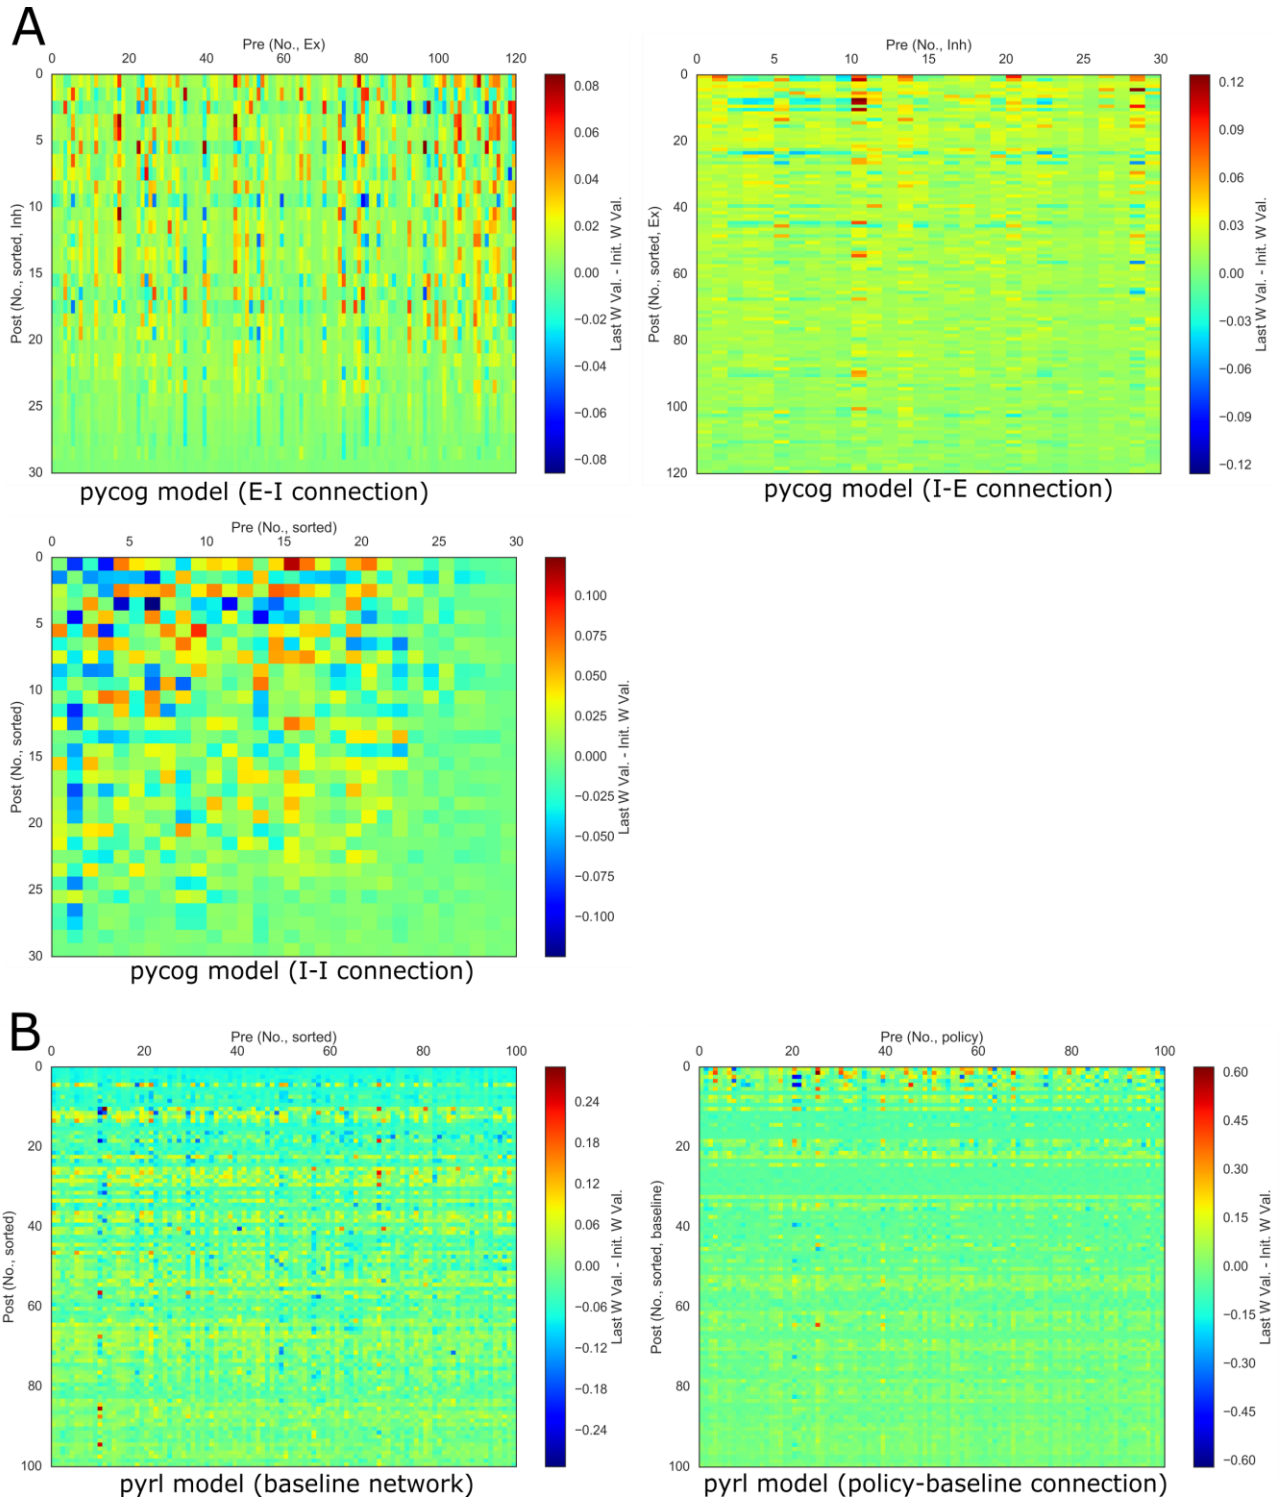 A
Pre (No., Ex)
0 20 40 60 80 100 120
0
5
10
15
20
25
30
Post (No., sorted, Inh)
0.08
0.06
0.04
0.02
0.00
−0.02
−0.04
−0.06
−0.08
Last W Val. - Init. W Val.
pycog model (E-I connection)
Pre (No., Inh)
0 5 10 15 20 25 30
0
20
40
60
80
100
120
Post (No., sorted, Ex)
0.12
0.09
0.06
0.03
0.00
−0.03
−0.06
−0.09
−0.12
Last W Val. - Init. W Val.
pycog model (I-E connection)
Pre (No., sorted)
0 5 10 15 20 25 30
0
5
10
15
20
25
30
Post (No., sorted)
0.100
0.075
0.050
0.025
0.000
−0.025
−0.050
−0.075
−0.100
Last W Val. - Init. W Val.
pycog model (I-I connection)
B
Pre (No., sorted)
0 20 40 60 80 100
0
20
40
60
80
100
Post (No., sorted)
0.24
0.18
0.12
0.06
0.00
−0.06
−0.12
−0.18
−0.24
Last W Val. - Init. W Val.
pyrl model (baseline network)
Pre (No., policy)
0 20 40 60 80 100
0
20
40
60
80
100
Post (No., sorted, baseline)
0.60
0.45
0.30
0.15
0.00
−0.15
−0.30
−0.45
−0.60
Last W Val. - Init. W Val.
pyrl model (policy-baseline connection)